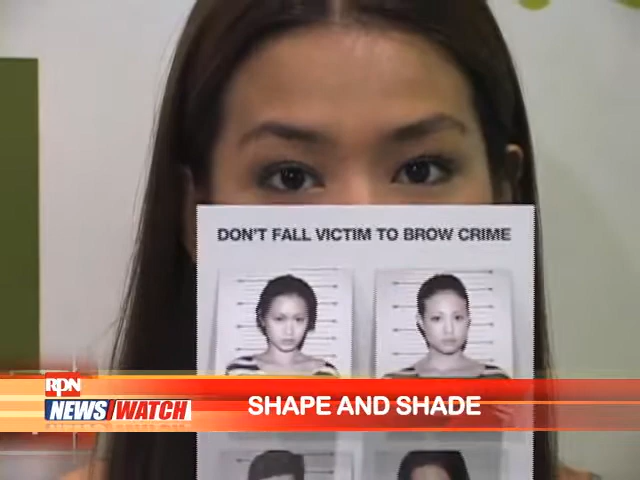 DON'T FALL VICTIM TO BROW CRIME
RPN
NEWS/WATCH
SHAPE AND SHADE